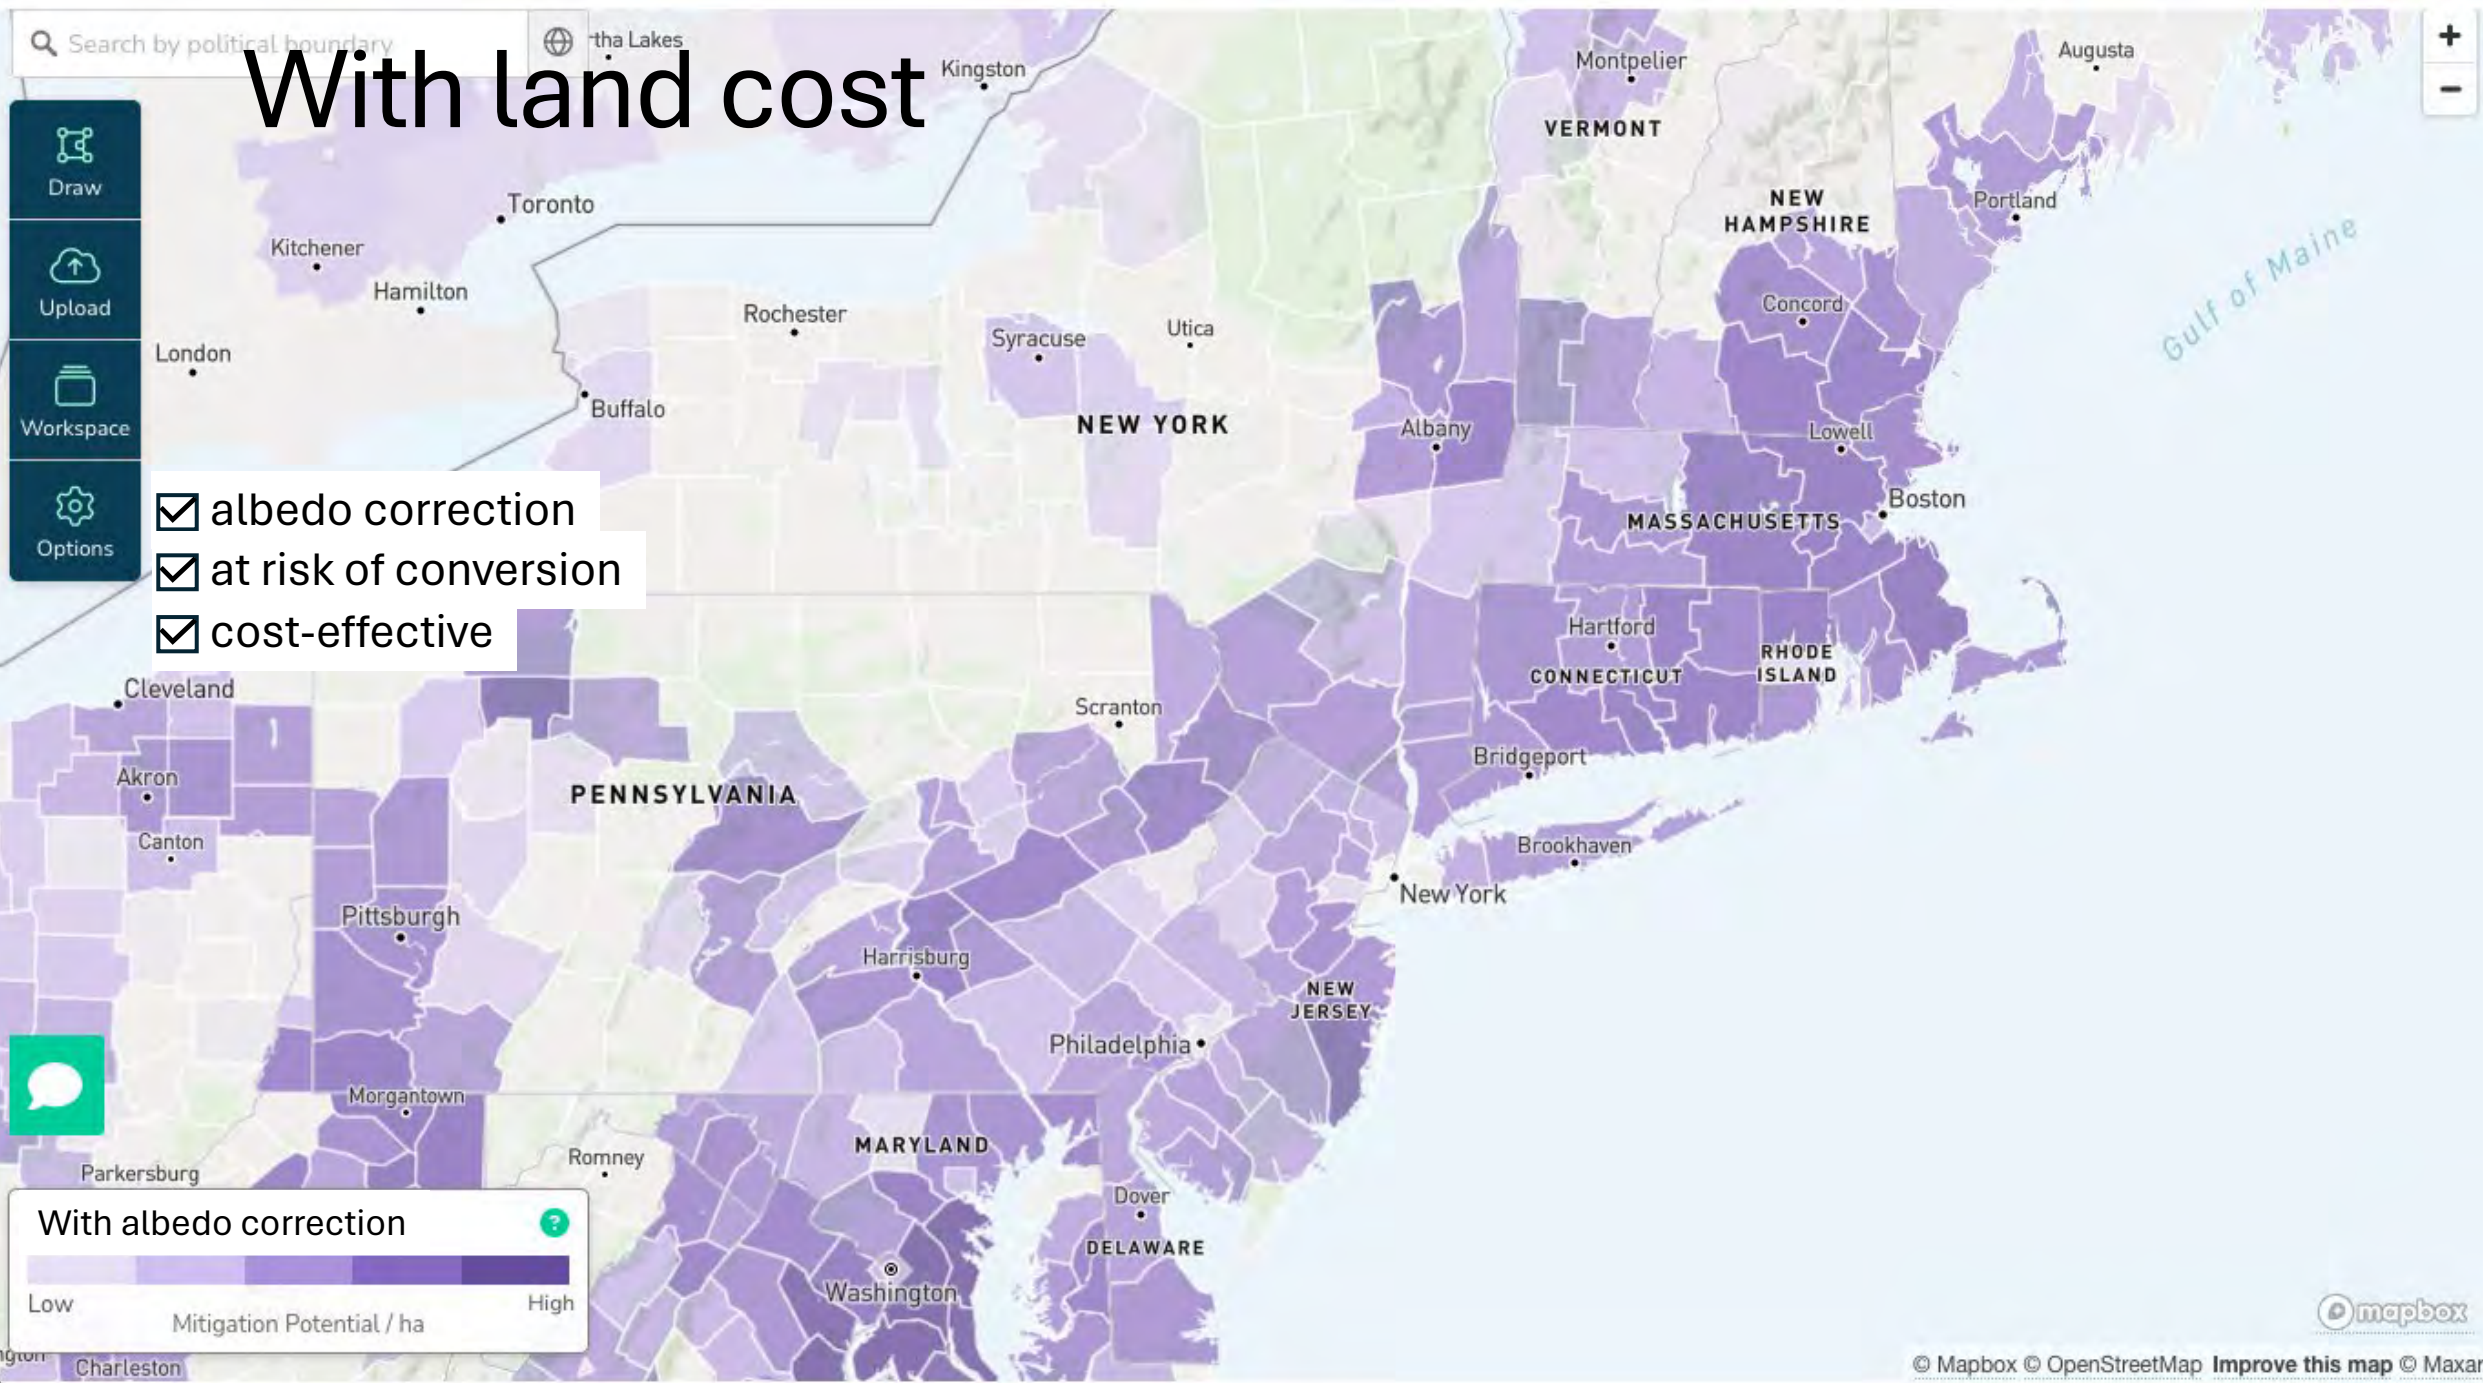 Search by political boundary
With land cost
rtha Lakes
Kingston
Montpelier
Augusta
+
−
VERMONT
Draw
Toronto
NEW
HAMPSHIRE
Portland
Kitchener
Hamilton
Gulf of Maine
Upload
Rochester
Concord
Syracuse
Utica
London
Buffalo
NEW YORK
Albany
Lowell
Workspace
Boston
MASSACHUSETTS
albedo correction
Options
at risk of conversion
cost-effective
Hartford
RHODE
ISLAND
CONNECTICUT
Cleveland
Scranton
Bridgeport
Akron
PENNSYLVANIA
Canton
Brookhaven
New York
Pittsburgh
Harrisburg
NEW
JERSEY
Philadelphia
Morgantown
MARYLAND
Romney
Parkersburg
Dover
With albedo correction
?
DELAWARE
Washington
Low
High
Mitigation Potential / ha
mapbox
Charleston
© Mapbox © OpenStreetMap Improve this map © Maxar